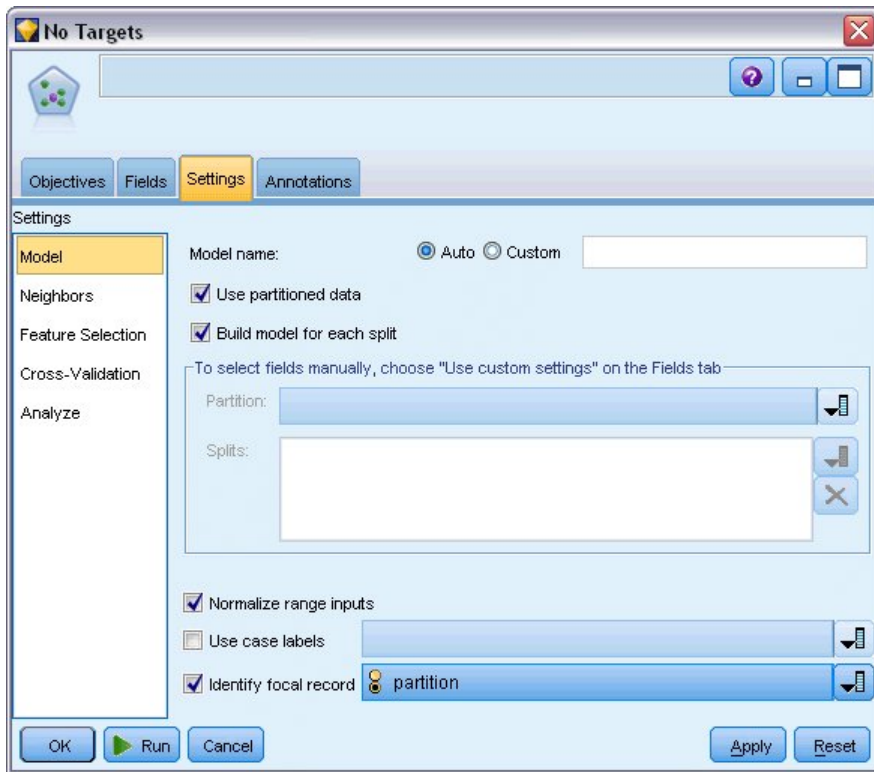 No Targets
Objectives Fields Settings Annotations
Settings
Model
Neighbors
Feature Selection
Cross-Validation
Analyze
Model name: Auto Custom
Use partitioned data
Build model for each split
To select fields manually, choose "Use custom settings" on the Fields tab
Partition:
Splits:
Normalize range inputs
Use case labels
Identify focal record partition
OK Run Cancel Apply Reset